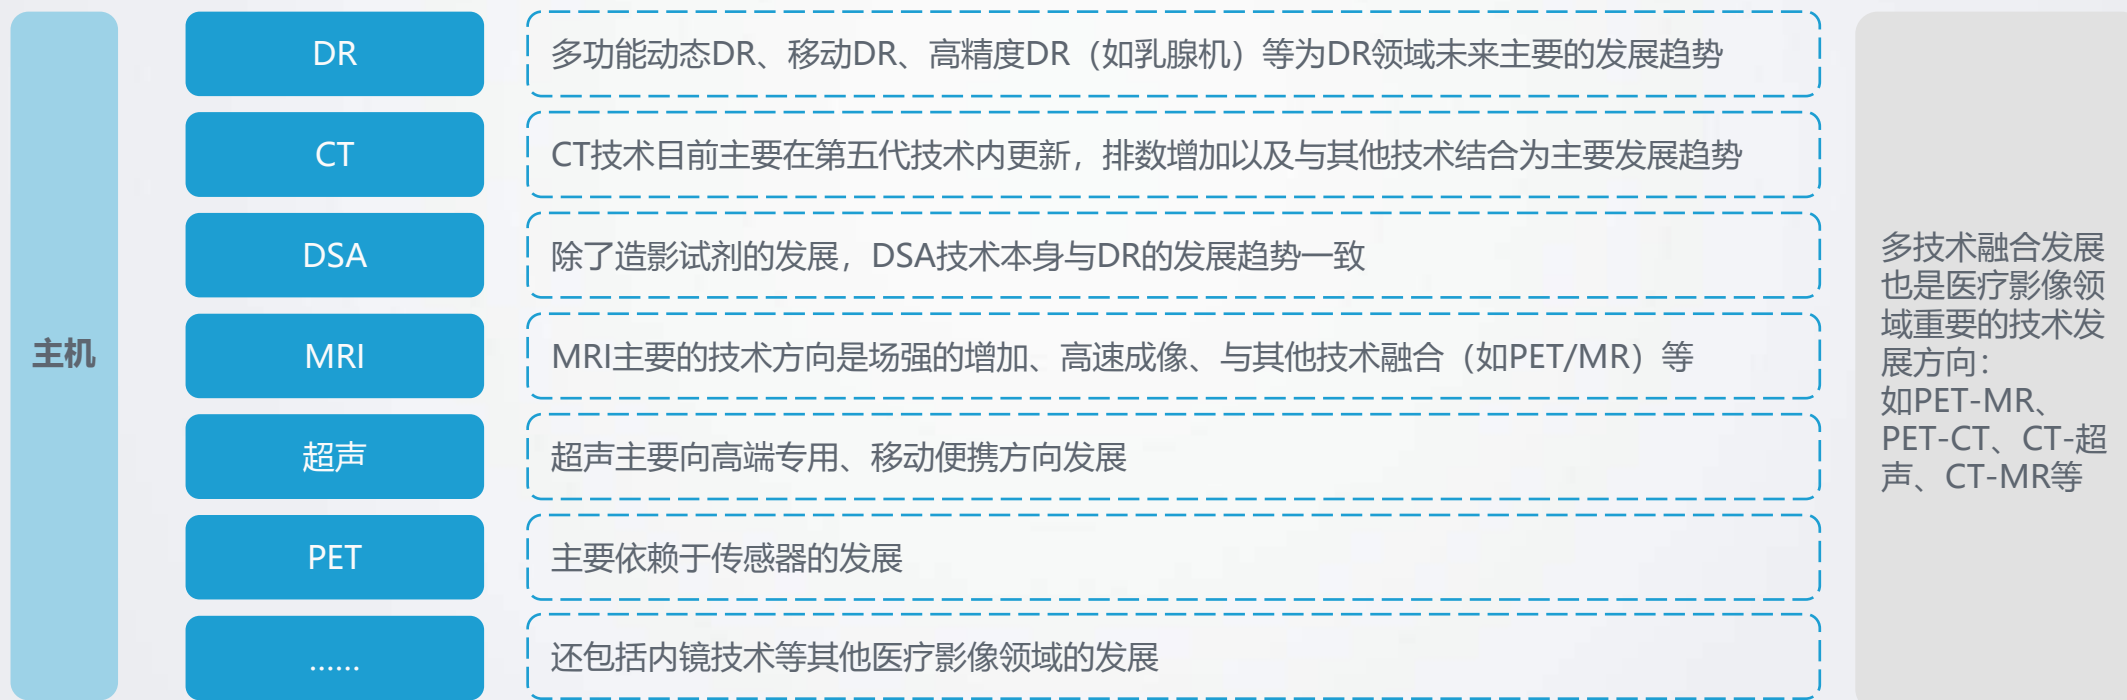 主机
DR
多功能动态DR、移动DR、高精度DR（如乳腺机）等为DR领域未来主要的发展趋势
CT
CT技术目前主要在第五代技术内更新，排数增加以及与其他技术结合为主要发展趋势
DSA
除了造影试剂的发展，DSA技术本身与DR的发展趋势一致
MRI
MRI主要的技术方向是场强的增加、高速成像、与其他技术融合（如PET/MR）等
超声
超声主要向高端专用、移动便携方向发展
PET
主要依赖于传感器的发展
......
还包括内镜技术等其他医疗影像领域的发展
多技术融合发展
也是医疗影像领
域重要的技术发
展方向：
如PET-MR、
PET-CT、CT-超
声、CT-MR等